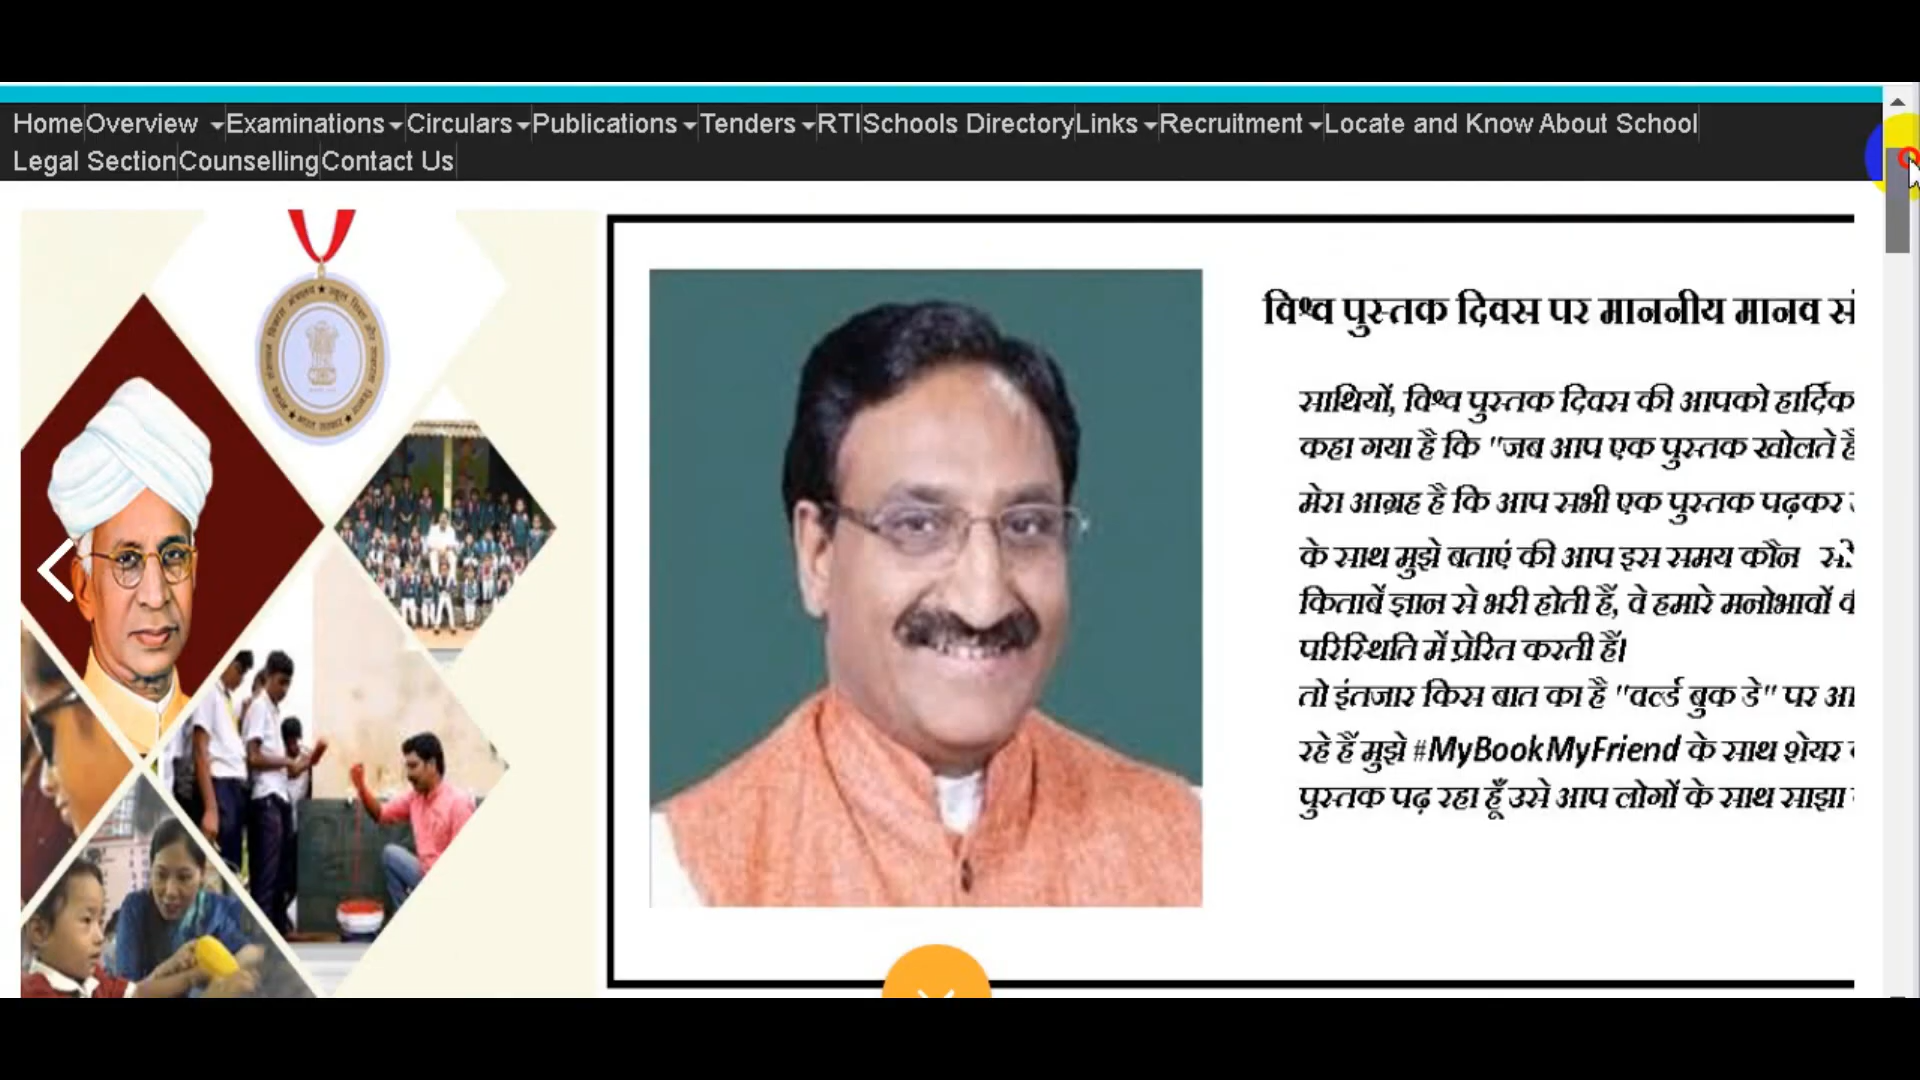 Home Overview Examinations Circulars Publications Tenders RTI Schools Directory Links Recruitment Locate and Know About School
Legal Section Counselling Contact Us
विश्व पुस्तक दिवस पर माननीय मानव
साथियों, विश्व पुस्तक दिवस की आपको हार्दिक
कहा गया है कि "जब आप एक पुस्तक खोलते है
मेरा आग्रह है कि आप सभी एक पुस्तक पढ़कर
के साथ मुझे बताएं की आप इस समय कौन
किताबें ज्ञान से भरी होती हैं, वे हमारे मनोभावों
परिस्थिति में प्रेरित करती हैं।
तो इंतजार किस बात का है "वर्ल्ड बुक डे" पर आ
रहे हैं मुझे #MyBookMyFriend के साथ शेयर
पुस्तक पढ़ रहा हूँ उसे आप लोगों के साथ साझा